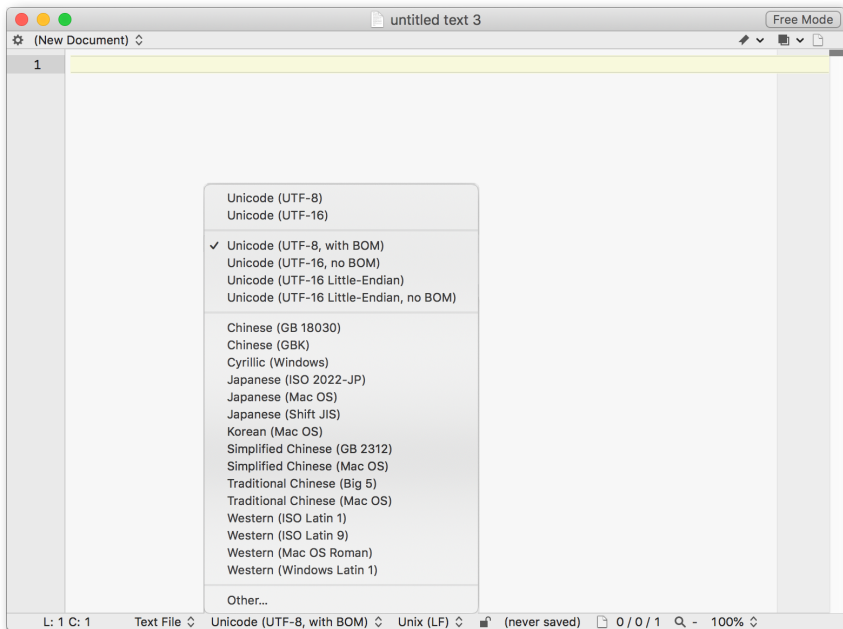 untitled text 3
Free Mode
(New Document)
1
Unicode (UTF-8)
Unicode (UTF-16)
Unicode (UTF-8, with BOM)
Unicode (UTF-16, no BOM)
Unicode (UTF-16 Little-Endian)
Unicode (UTF-16 Little-Endian, no BOM)
Chinese (GB 18030)
Chinese (GBK)
Cyrillic (Windows)
Japanese (ISO 2022-JP)
Japanese (Mac OS)
Japanese (Shift JIS)
Korean (Mac OS)
Simplified Chinese (GB 2312)
Simplified Chinese (Mac OS)
Traditional Chinese (Big 5)
Traditional Chinese (Mac OS)
Western (ISO Latin 1)
Western (ISO Latin 9)
Western (Mac OS Roman)
Western (Windows Latin 1)
Other...
L: 1 C: 1 Text File Unicode (UTF-8, with BOM) Unix (LF) (never saved) 0 / 0 / 1 - 100%